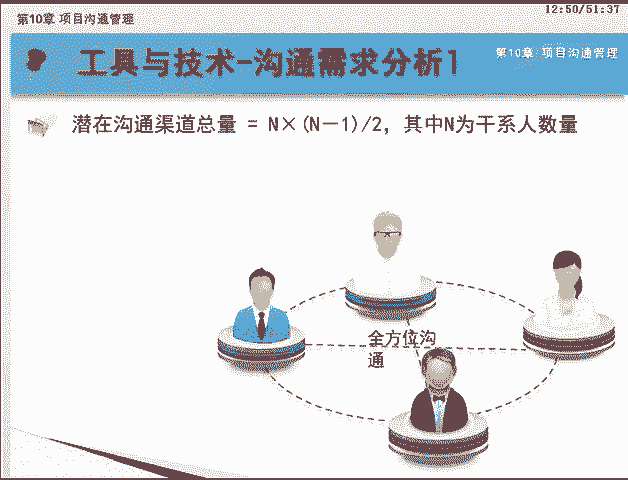 12:50/51:37
第10章 项目沟通管理
工具与技术-沟通需求分析1
第10章 项目沟通管理
潜在沟通渠道总量 = N×(N-1)/2，其中N为干系人数量
全方位沟
通